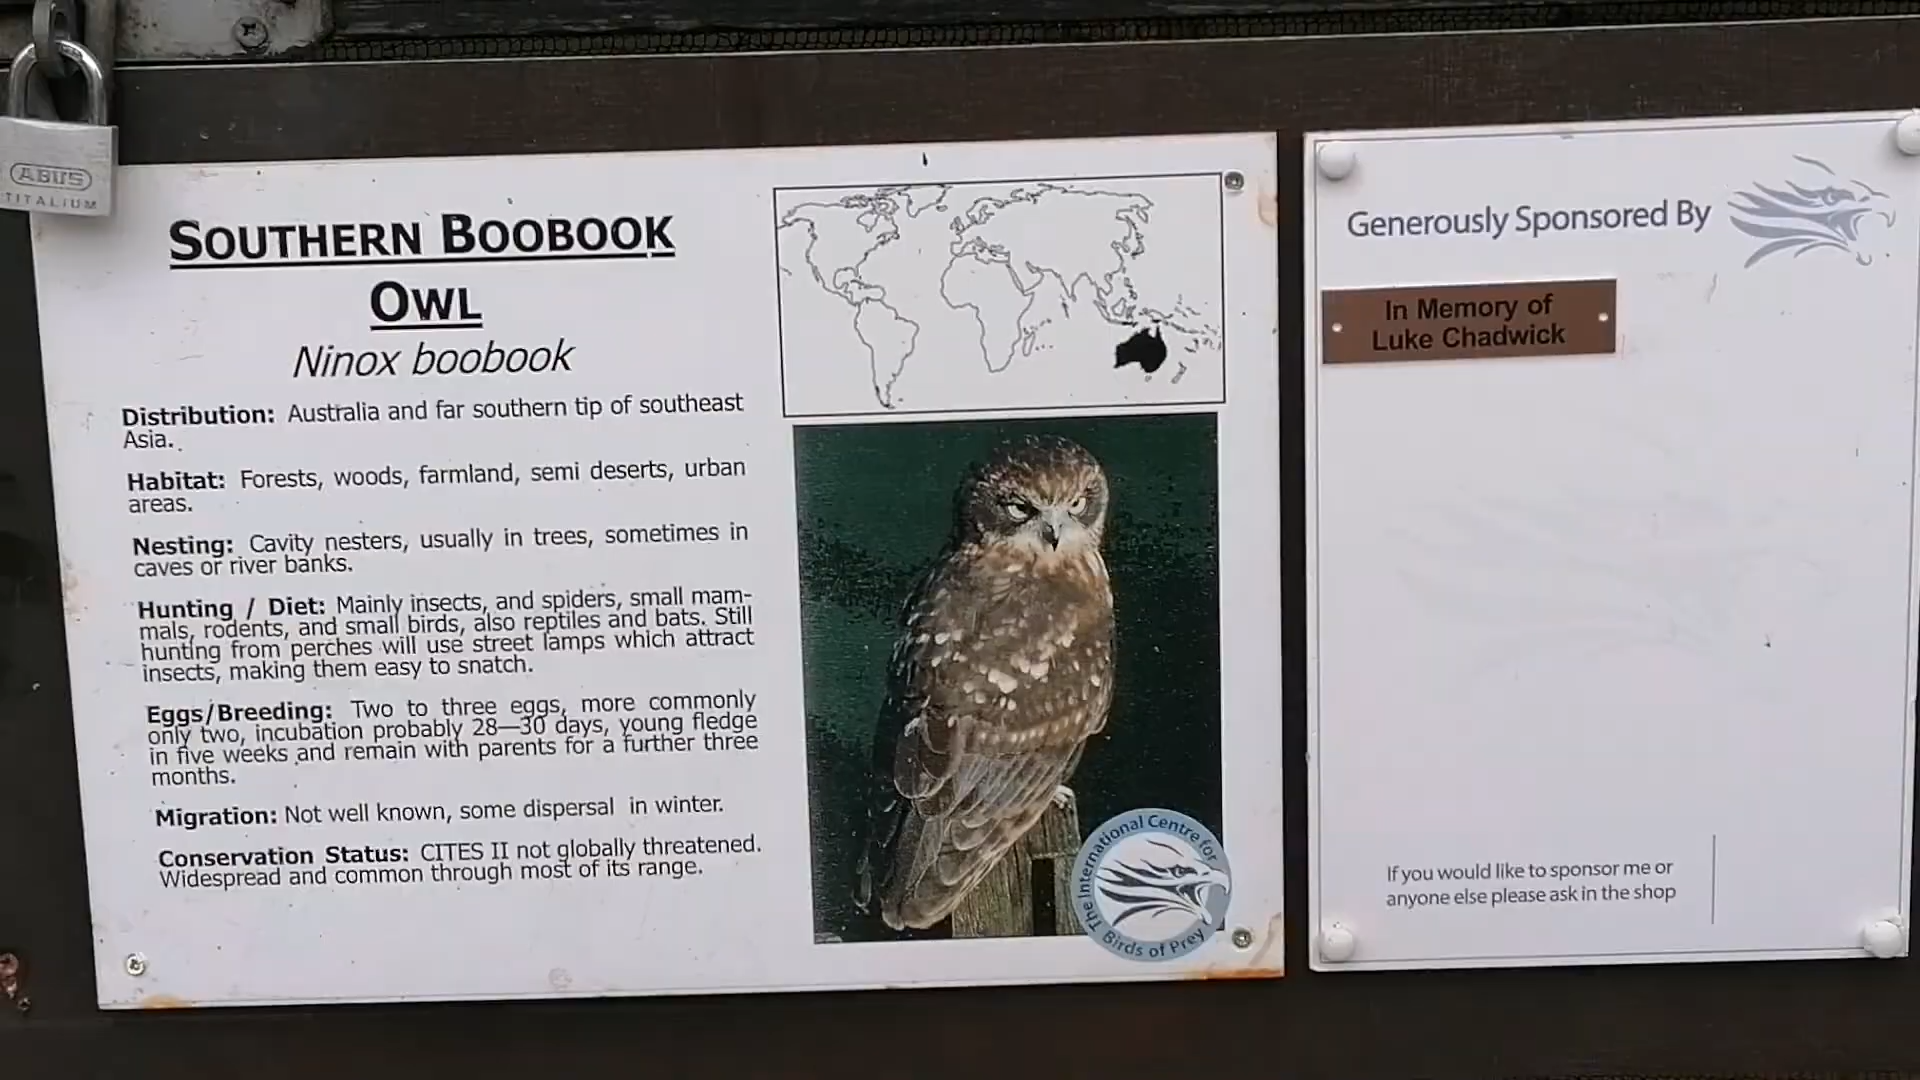 ABUS
TITALIUM
SOUTHERN BOOBOOK
OWL
Ninox boobook
Distribution: Australia and far southern tip of southeast
Asia.
Habitat: Forests, woods, farmland, semi deserts, urban
areas.
Nesting: Cavity nesters, usually in trees, sometimes in
caves or river banks.
Hunting / Diet: Mainly insects, and spiders, small mam-
mals, rodents, and small birds, also reptiles and bats. Still
hunting from perches will use street lamps which attract
insects, making them easy to snatch.
Eggs/Breeding: Two to three eggs, more commonly
only two, incubation probably 28—30 days, young fledge
in five weeks and remain with parents for a further three
months.
Migration: Not well known, some dispersal in winter.
Conservation Status: CITES II not globally threatened.
Widespread and common through most of its range.
The International Centre for
Birds of Prey
Generously Sponsored By
In Memory of
Luke Chadwick
If you would like to sponsor me or
anyone else please ask in the shop